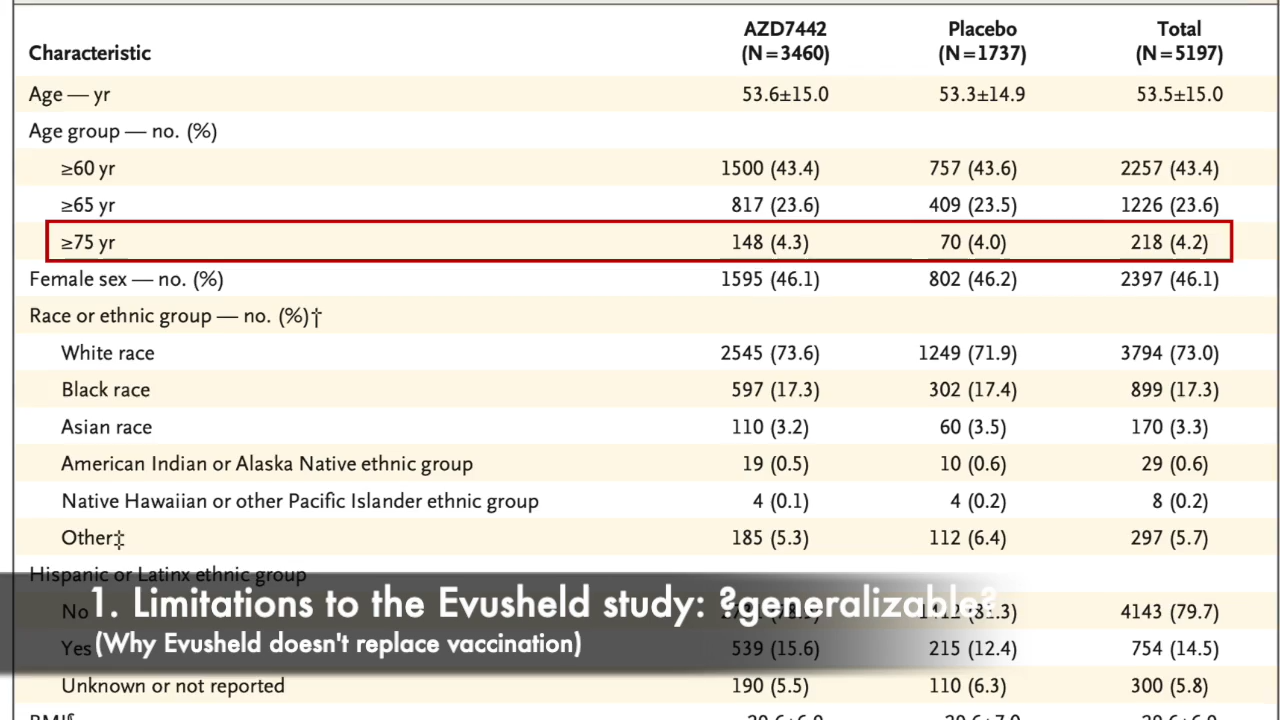 Characteristic AZD7442 (N=3460) Placebo (N=1737) Total (N=5197)
Age — yr 53.6±15.0 53.3±14.9 53.5±15.0
Age group — no. (%)
≥60 yr 1500 (43.4) 757 (43.6) 2257 (43.4)
≥65 yr 817 (23.6) 409 (23.5) 1226 (23.6)
≥75 yr 148 (4.3) 70 (4.0) 218 (4.2)
Female sex — no. (%) 1595 (46.1) 802 (46.2) 2397 (46.1)
Race or ethnic group — no. (%)†
White race 2545 (73.6) 1249 (71.9) 3794 (73.0)
Black race 597 (17.3) 302 (17.4) 899 (17.3)
Asian race 110 (3.2) 60 (3.5) 170 (3.3)
American Indian or Alaska Native ethnic group 19 (0.5) 10 (0.6) 29 (0.6)
Native Hawaiian or other Pacific Islander ethnic group 4 (0.1) 4 (0.2) 8 (0.2)
Other‡ 185 (5.3) 112 (6.4) 297 (5.7)
Hispanic or Latinx ethnic group
No 4143 (79.7)
1. Limitations to the Evusheld study: ?generalizable?
Yes 539 (15.6) 215 (12.4) 754 (14.5)
(Why Evusheld doesn't replace vaccination)
Unknown or not reported 190 (5.5) 110 (6.3) 300 (5.8)